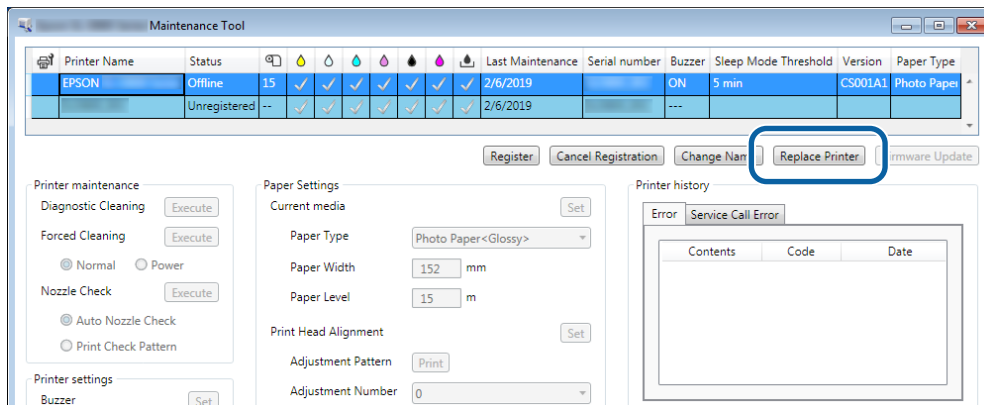 Maintenance Tool
Printer Name Status Last Maintenance Serial number Buzzer Sleep Mode Threshold Version Paper Type
EPSON Offline 15 2/6/2019 ON 5 min CS001A1 Photo Paper
Unregistered -- 2/6/2019 ---
Register Cancel Registration Change Name Replace Printer Firmware Update
Printer maintenance
Diagnostic Cleaning Execute
Forced Cleaning Execute
Normal Power
Nozzle Check Execute
Auto Nozzle Check
Print Check Pattern
Printer settings
Buzzer Set
Paper Settings
Current media Set
Paper Type Photo Paper<Glossy>
Paper Width 152 mm
Paper Level 15 m
Print Head Alignment Set
Adjustment Pattern Print
Adjustment Number 0
Printer history
Error Service Call Error
Contents Code Date